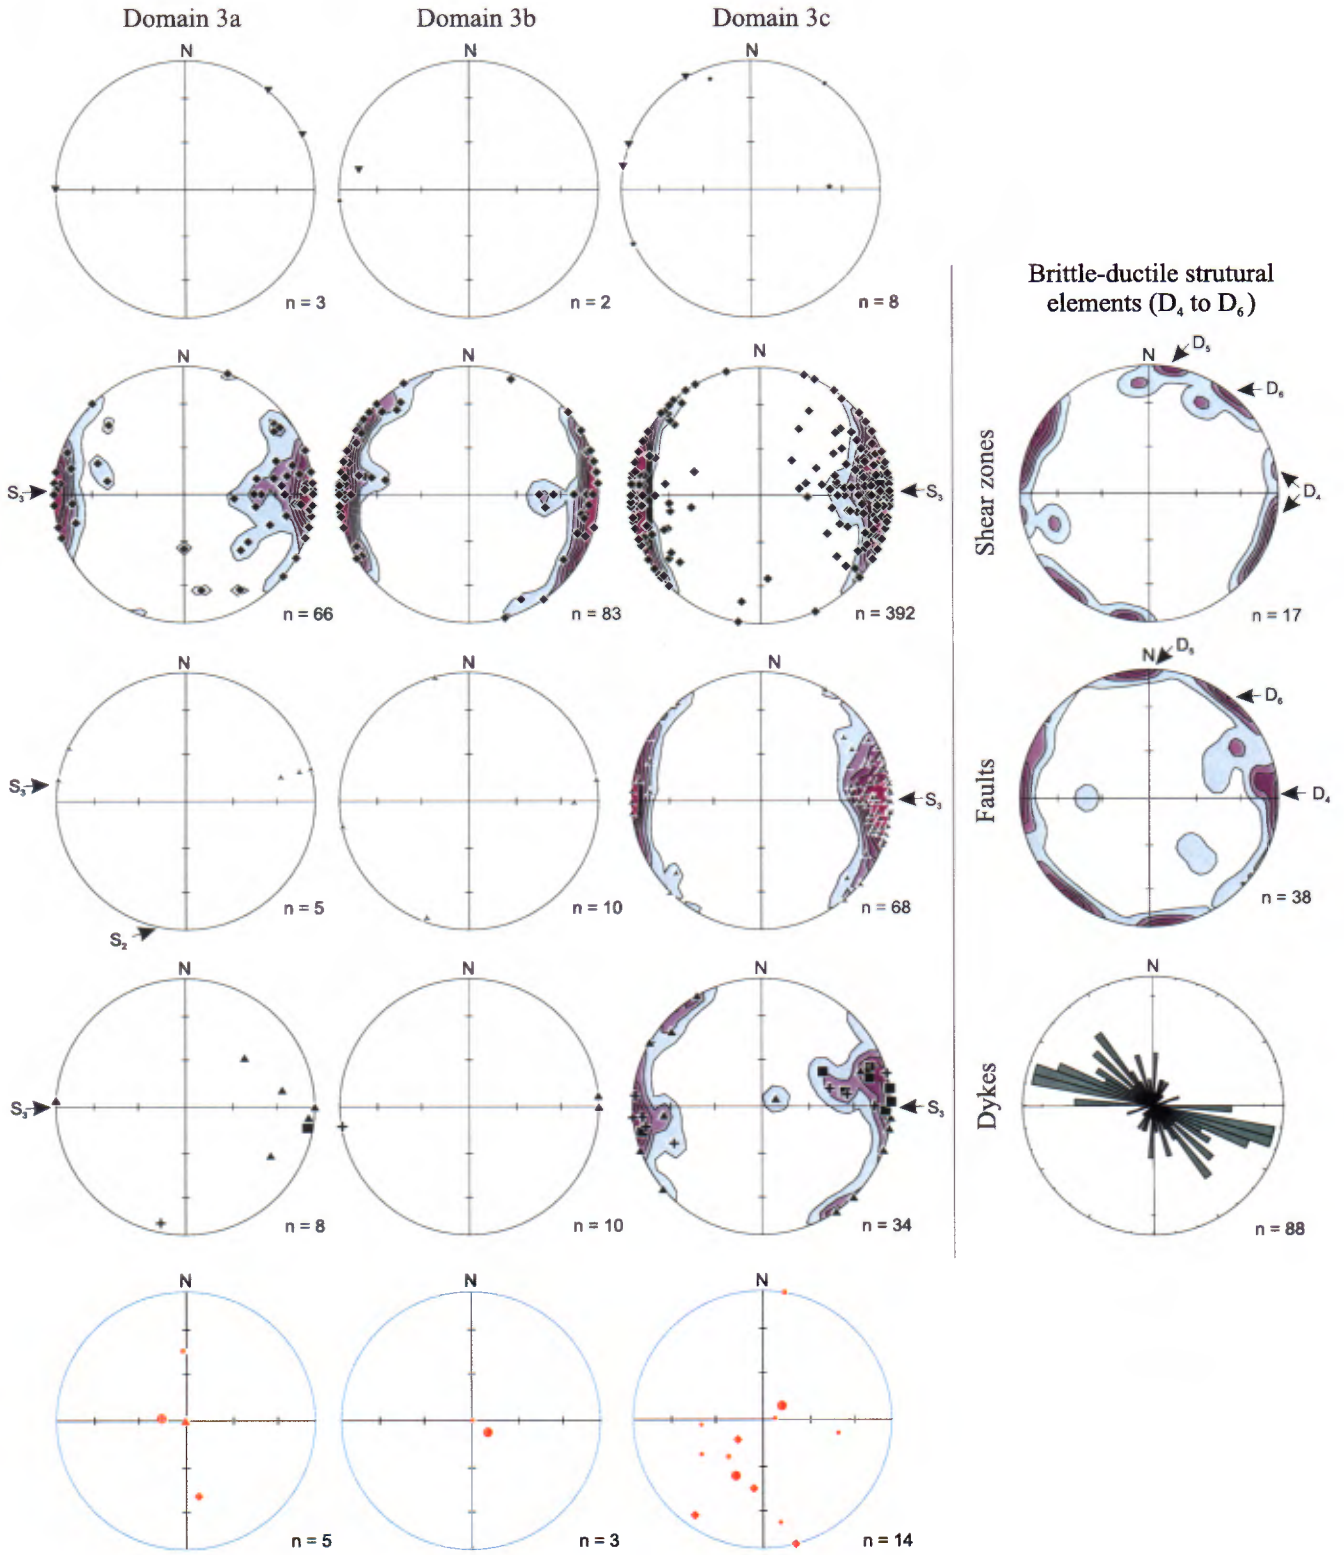 Domain 3a
Domain 3b
Domain 3c
N
N
N
n = 3
n = 2
n = 8
Brittle-ductile strutural
elements (D₄ to D₆)
N
N
N
N
D₅
D₆
S₃
S₃
D₄
Shear zones
n = 66
n = 83
n = 392
n = 17
N
N
N
N
D₅
D₆
S₃
S₃
D₄
Faults
n = 5
n = 10
n = 68
n = 38
S₂
N
N
N
N
S₃
S₃
Dykes
n = 8
n = 10
n = 34
n = 88
N
N
N
n = 5
n = 3
n = 14